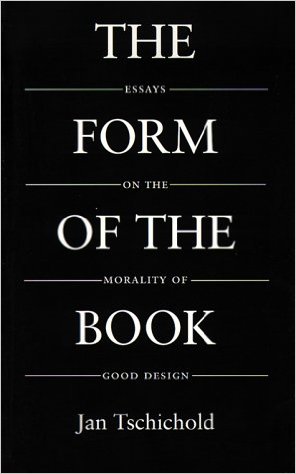 THE
ESSAYS
FORM
ON THE
OF THE
MORALITY OF
BOOK
GOOD DESIGN
Jan Tschichold